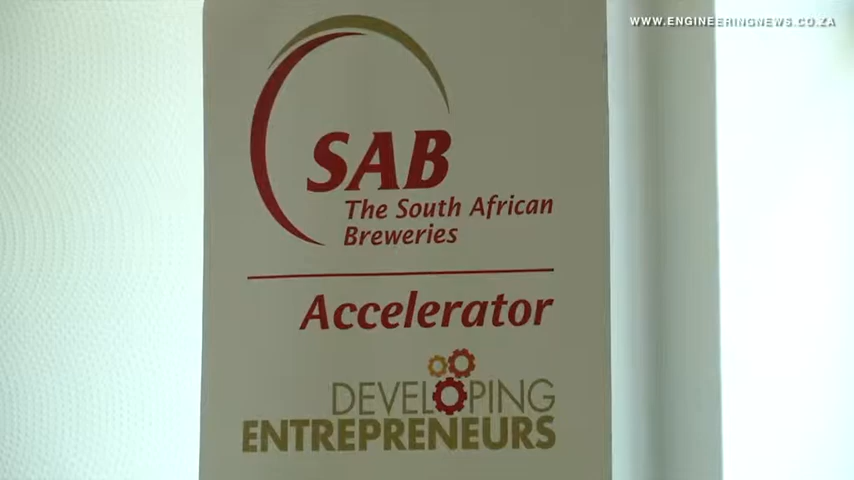 WWW.ENGINEERINGNEWS.CO.ZA
SAB
The South African
Breweries
Accelerator
DEVELOPING
ENTREPRENEURS